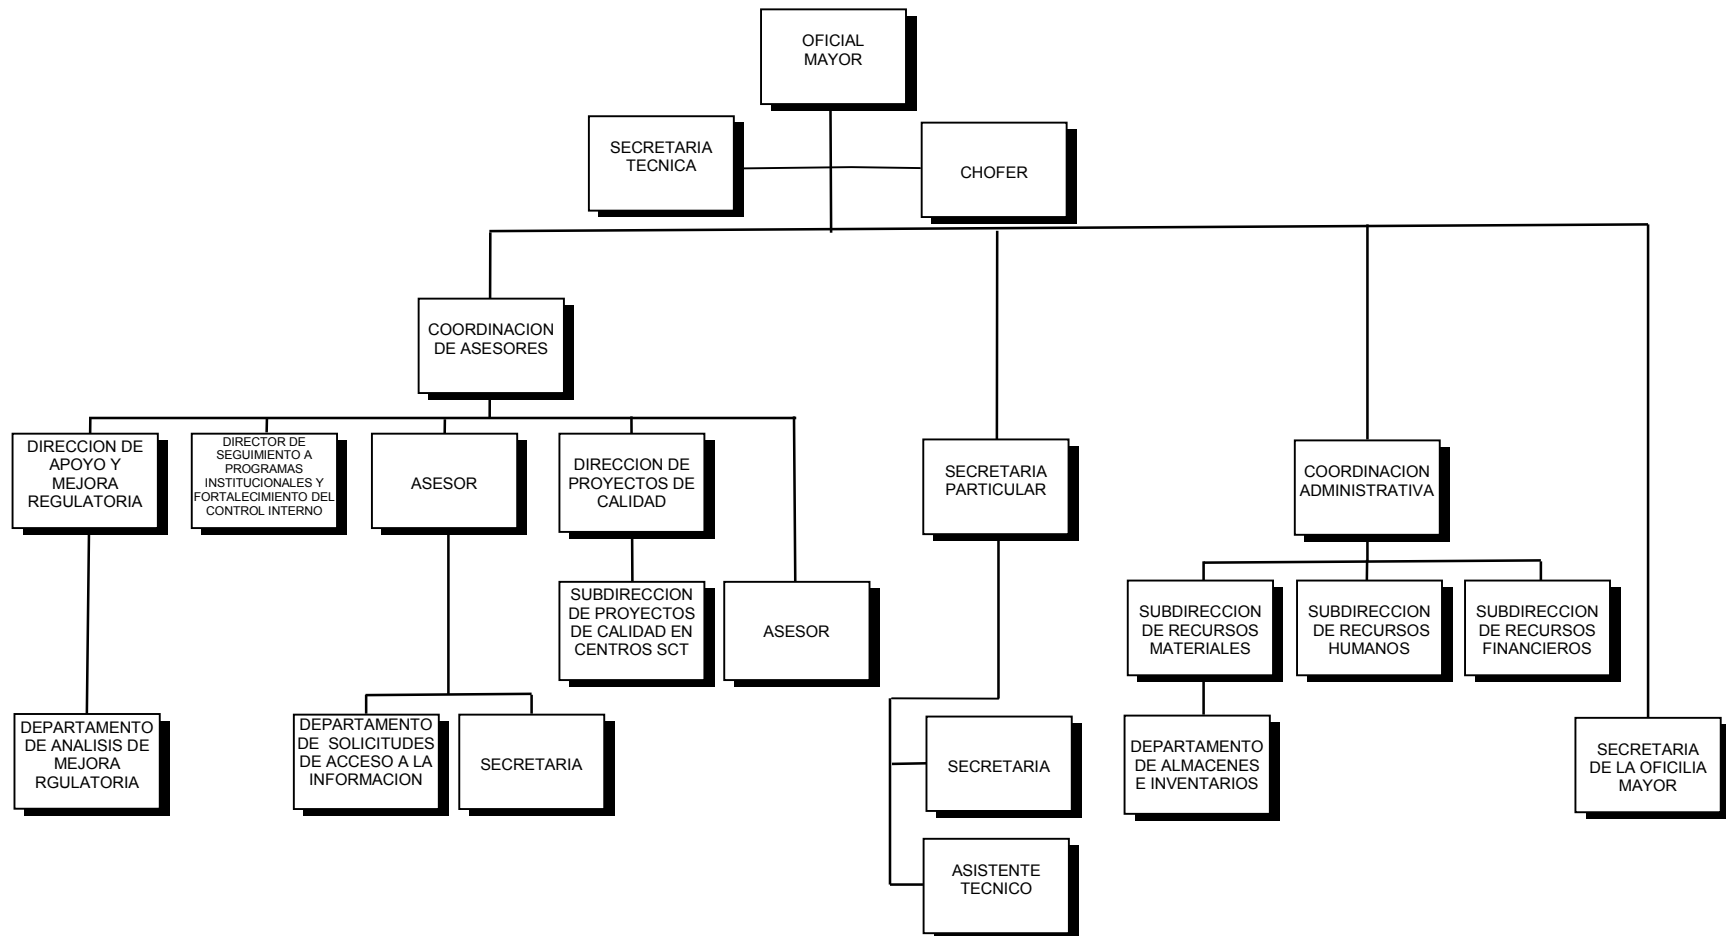 OFICIAL
MAYOR
SECRETARIA
TECNICA
CHOFER
COORDINACION
DE ASESORES
DIRECCION DE
APOYO Y
MEJORA
REGULATORIA
DIRECTOR DE
SEGUIMIENTO A
PROGRAMAS
INSTITUCIONALES Y
FORTALECIMIENTO DEL
CONTROL INTERNO
ASESOR
DIRECCION DE
PROYECTOS DE
CALIDAD
SECRETARIA
PARTICULAR
COORDINACION
ADMINISTRATIVA
SUBDIRECCION
DE PROYECTOS
DE CALIDAD EN
CENTROS SCT
ASESOR
SUBDIRECCION
DE RECURSOS
MATERIALES
SUBDIRECCION
DE RECURSOS
HUMANOS
SUBDIRECCION
DE RECURSOS
FINANCIEROS
DEPARTAMENTO
DE ANALISIS DE
MEJORA
RGULATORIA
DEPARTAMENTO
DE SOLICITUDES
DE ACCESO A LA
INFORMACION
SECRETARIA
SECRETARIA
DEPARTAMENTO
DE ALMACENES
E INVENTARIOS
SECRETARIA
DE LA OFICILIA
MAYOR
ASISTENTE
TECNICO